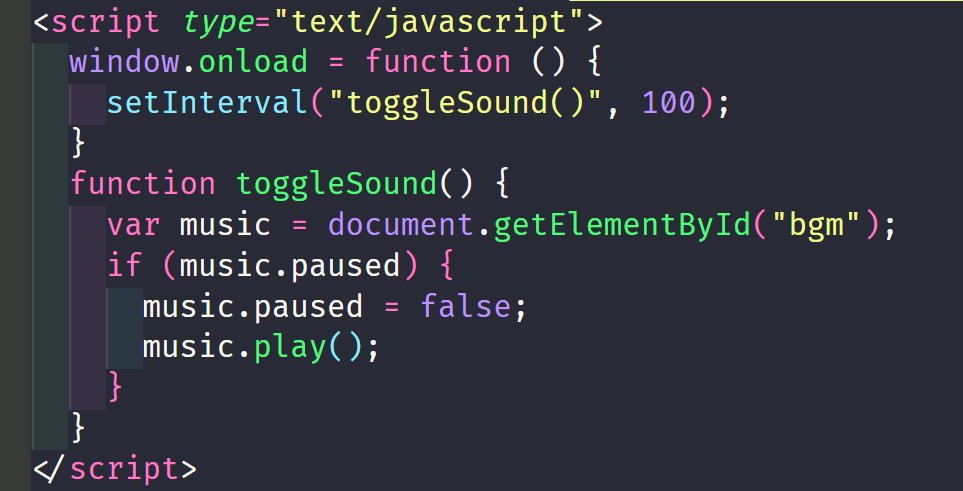 <script type="text/javascript">
window.onload = function () {
setInterval("toggleSound()", 100);
}
function toggleSound() {
var music = document.getElementById("bgm");
if (music.paused) {
music.paused = false;
music.play();
}
}
</script>